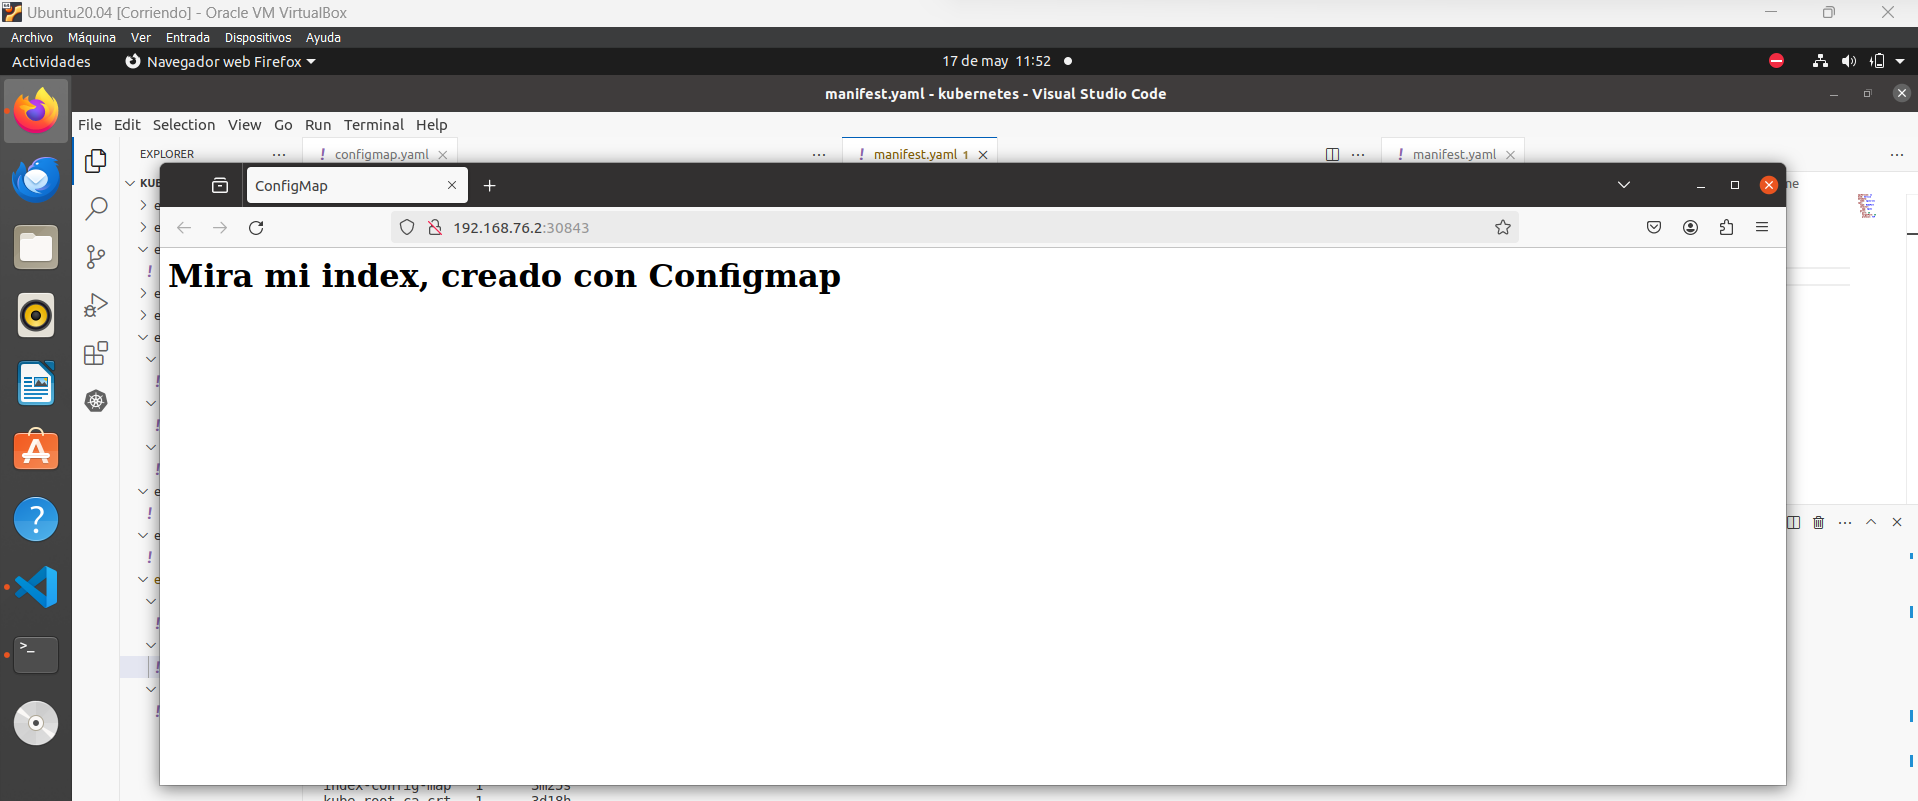 Ubuntu20.04 [Corriendo] - Oracle VM VirtualBox
Archivo Máquina Ver Entrada Dispositivos Ayuda
Actividades Navegador web Firefox 17 de may 11:52
manifest.yaml - kubernetes - Visual Studio Code
File Edit Selection View Go Run Terminal Help
EXPLORER ! configmap.yaml ! manifest.yaml 1 ! manifest.yaml
ConfigMap
192.168.76.2:30843
Mira mi index, creado con Configmap
index-config-map 1 3m25s
kube-root-ca.crt 1 3d18h